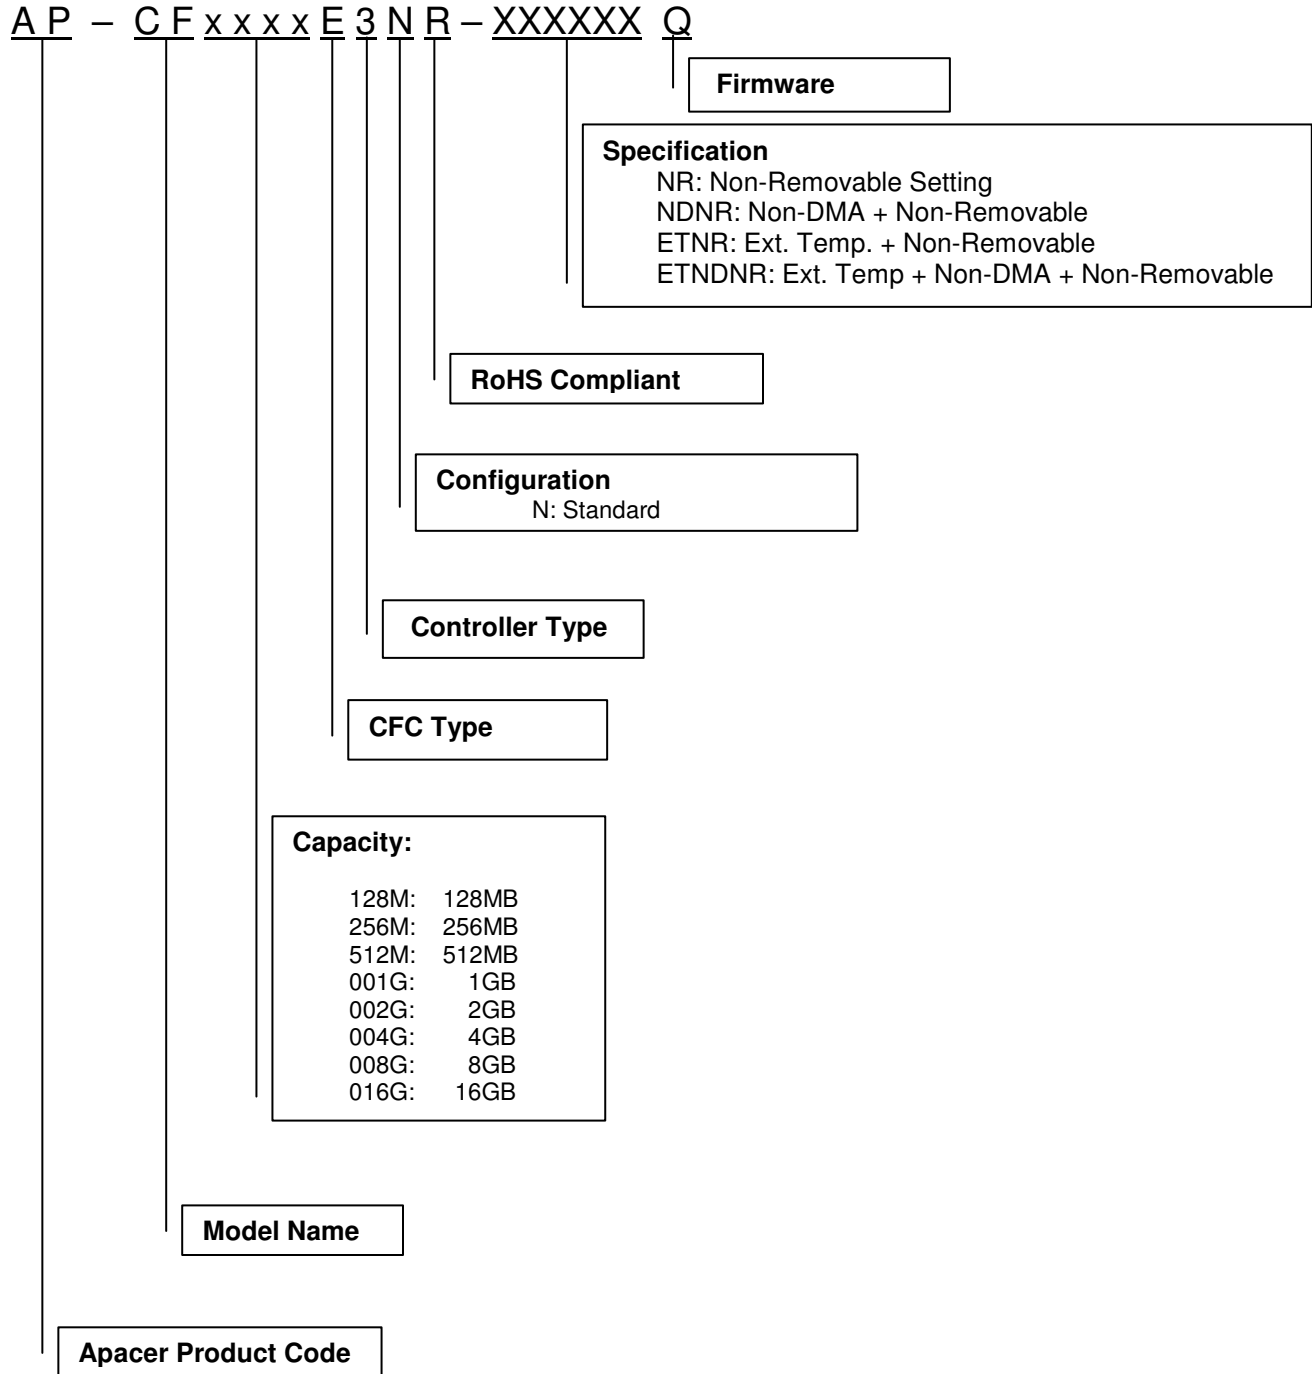 A P – C F x x x x E 3 N R – XXXXXX Q
Firmware
Specification
NR: Non-Removable Setting
NDNR: Non-DMA + Non-Removable
ETNR: Ext. Temp. + Non-Removable
ETNDNR: Ext. Temp + Non-DMA + Non-Removable
RoHS Compliant
Configuration
N: Standard
Controller Type
CFC Type
Capacity:
128M: 128MB
256M: 256MB
512M: 512MB
001G: 1GB
002G: 2GB
004G: 4GB
008G: 8GB
016G: 16GB
Model Name
Apacer Product Code